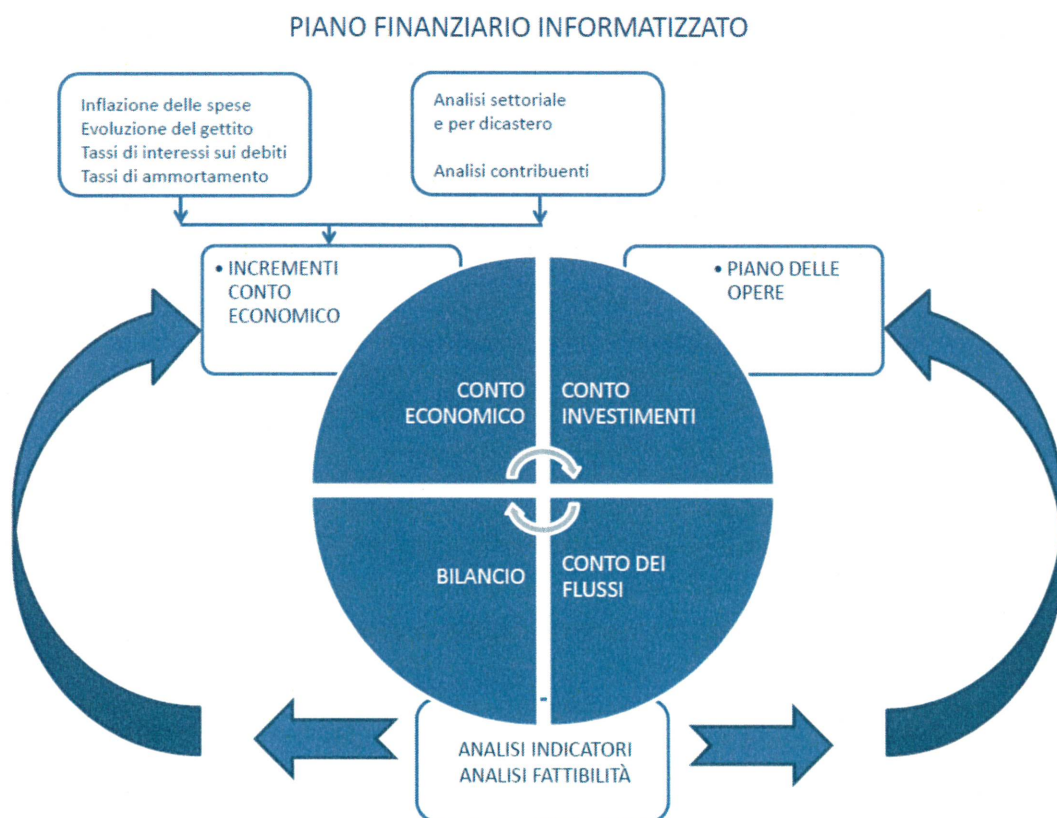 PIANO FINANZIARIO INFORMATIZZATO
Inflazione delle spese
Evoluzione del gettito
Tassi di interessi sui debiti
Tassi di ammortamento
Analisi settoriale
e per dicastero
Analisi contribuenti
• INCREMENTI
CONTO
ECONOMICO
• PIANO DELLE
OPERE
CONTO
ECONOMICO
CONTO
INVESTIMENTI
BILANCIO
CONTO DEI
FLUSSI
ANALISI INDICATORI
ANALISI FATTIBILITÀ